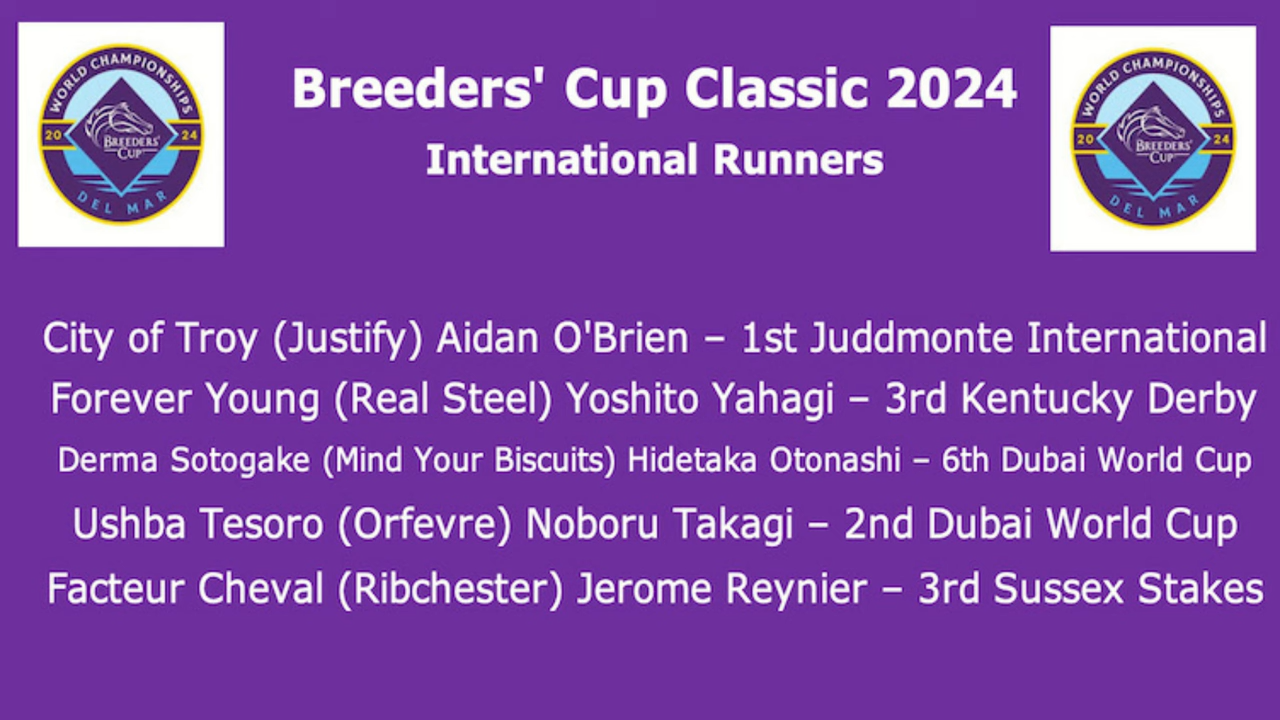 WORLD CHAMPIONSHIPS
20 24
BREEDERS'
CUP
DEL MAR
Breeders' Cup Classic 2024
International Runners
WORLD CHAMPIONSHIPS
20 24
BREEDERS'
CUP
DEL MAR
City of Troy (Justify) Aidan O'Brien – 1st Juddmonte International
Forever Young (Real Steel) Yoshito Yahagi – 3rd Kentucky Derby
Derma Sotogake (Mind Your Biscuits) Hidetaka Otonashi – 6th Dubai World Cup
Ushba Tesoro (Orfevre) Noboru Takagi – 2nd Dubai World Cup
Facteur Cheval (Ribchester) Jerome Reynier – 3rd Sussex Stakes